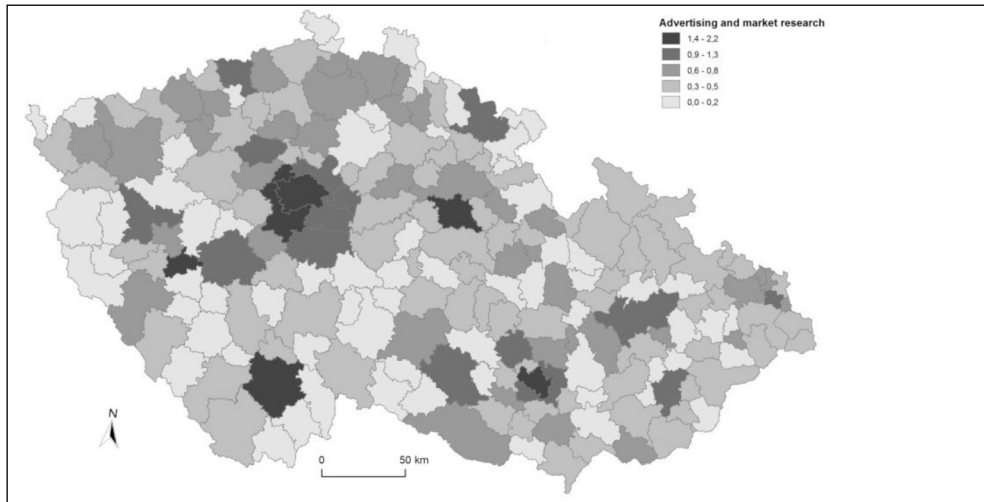 Advertising and market research
1,4 - 2,2
0,9 - 1,3
0,6 - 0,8
0,3 - 0,5
0,0 - 0,2
N
0 50 km